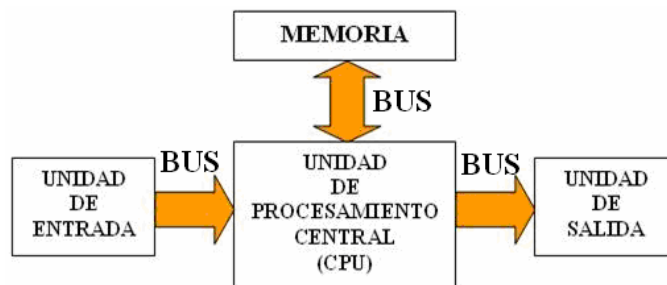 MEMORIA
BUS
BUS
UNIDAD
DE
ENTRADA
UNIDAD
DE
PROCESAMIENTO
CENTRAL
(CPU)
BUS
UNIDAD
DE
SALIDA